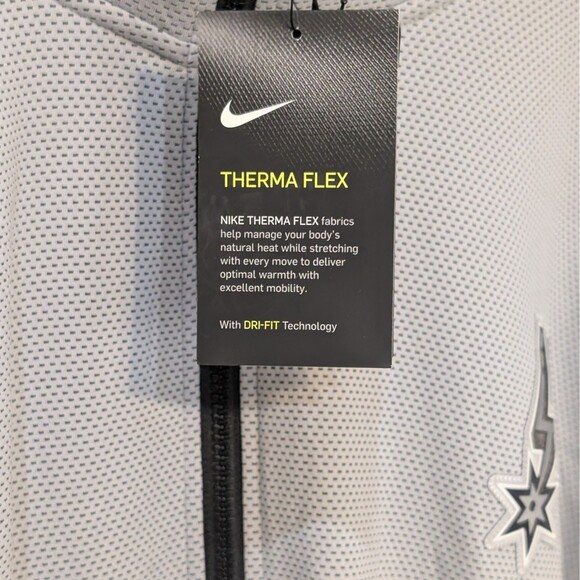 THERMA FLEX
NIKE THERMA FLEX fabrics
help manage your body's
natural heat while stretching
with every move to deliver
optimal warmth with
excellent mobility.
With DRI-FIT Technology